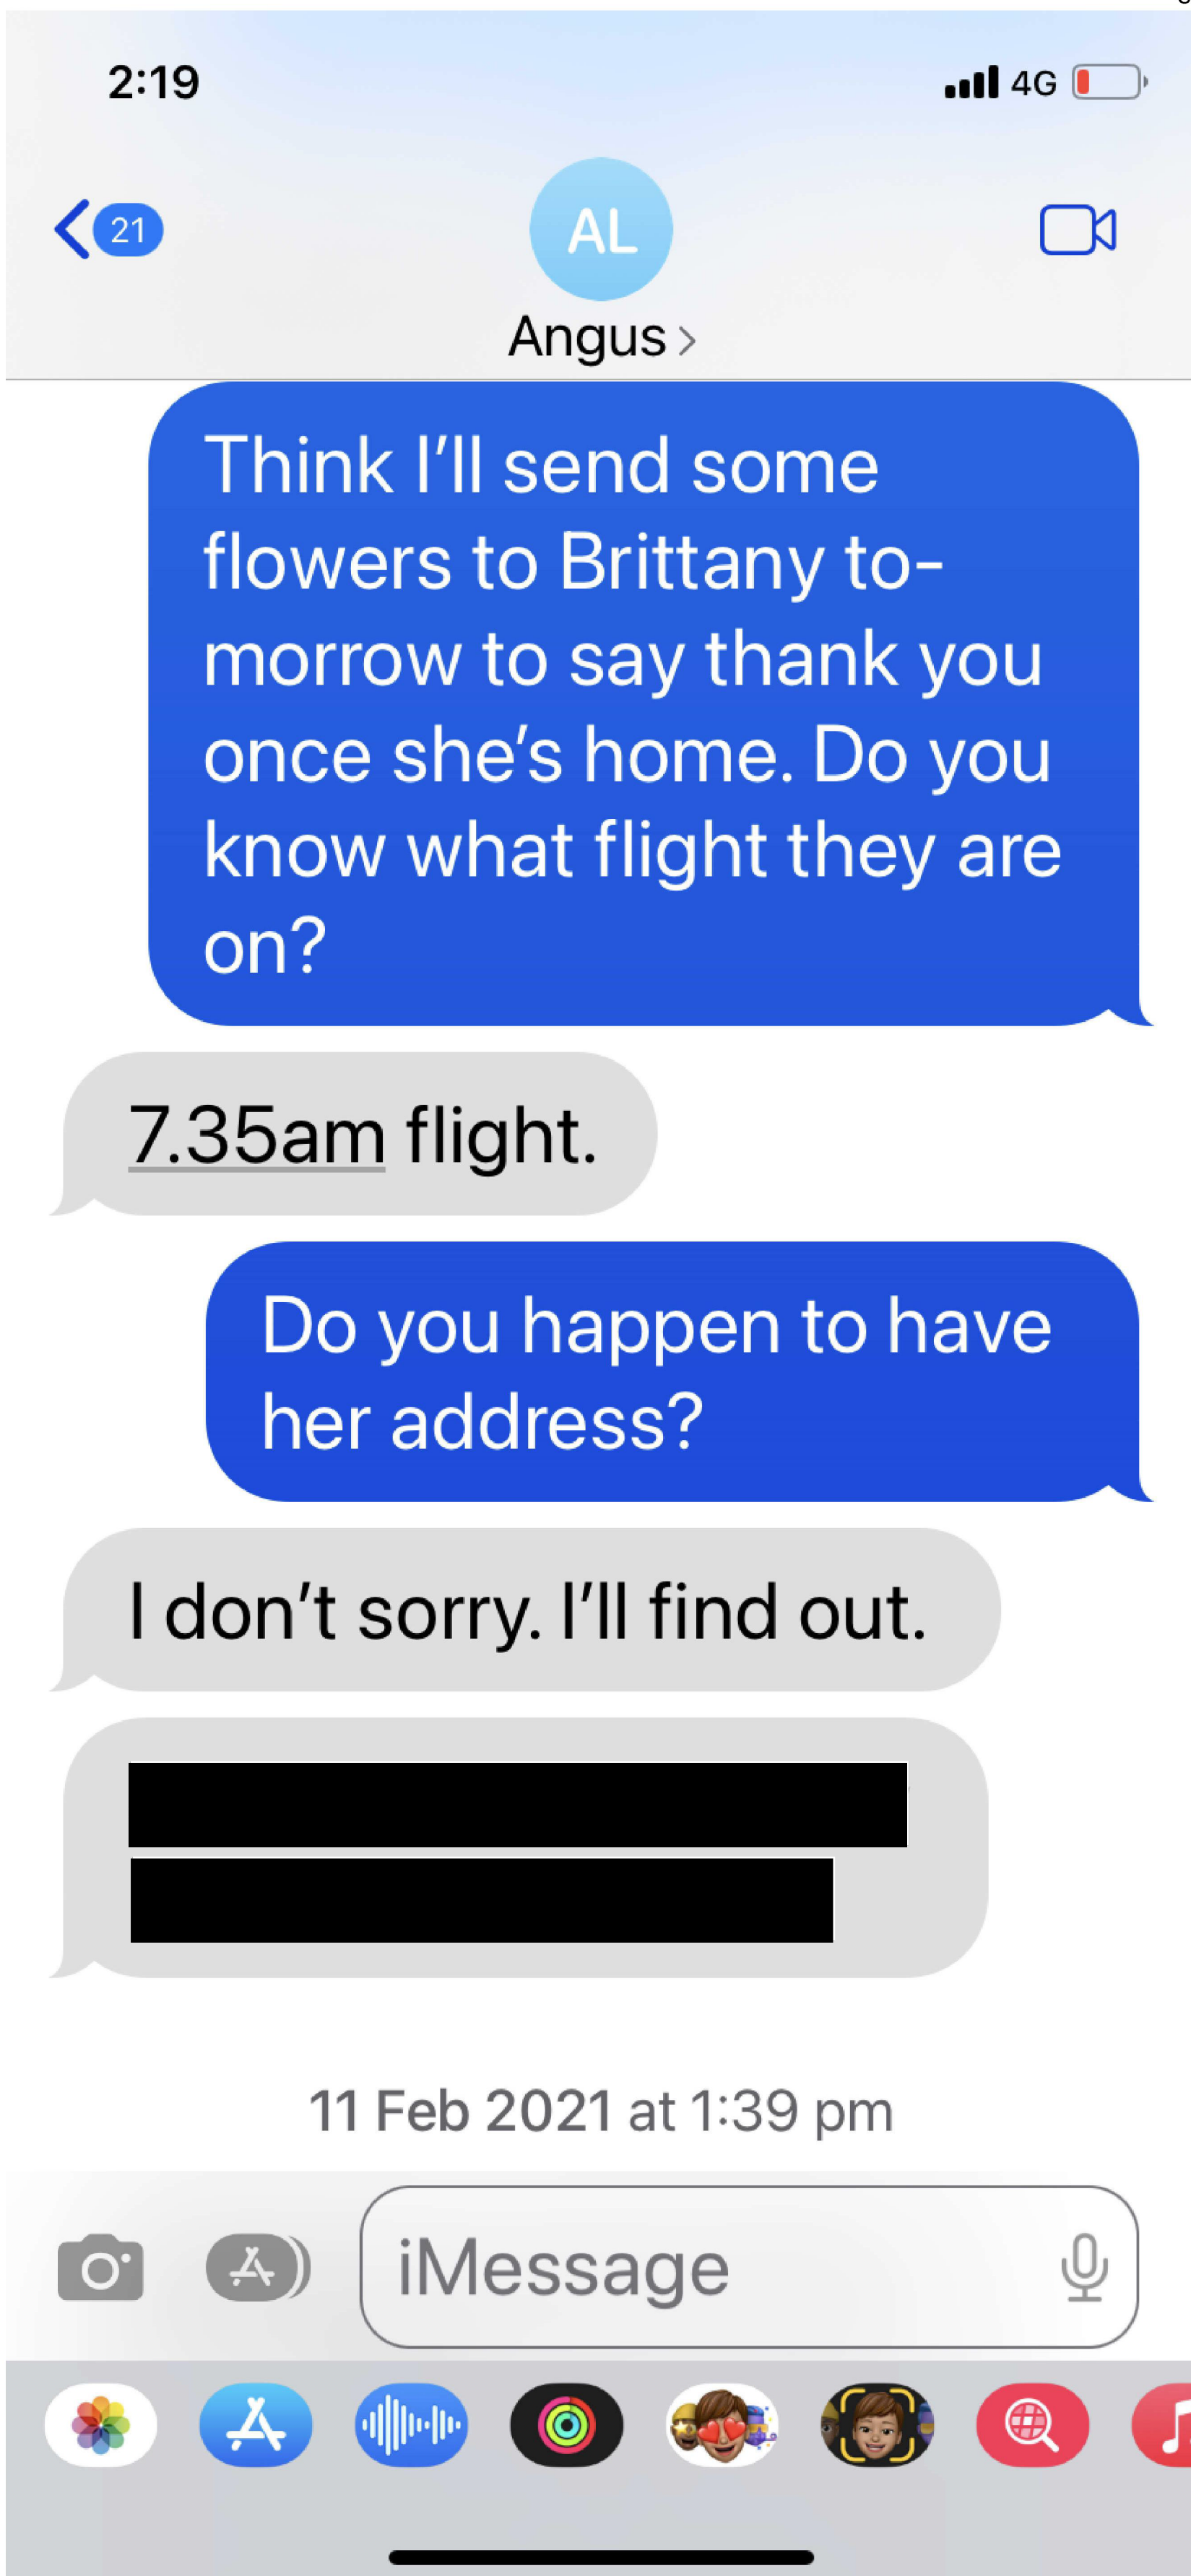 2:19
4G
21
AL
Angus
Think I’ll send some
flowers to Brittany to-
morrow to say thank you
once she’s home. Do you
know what flight they are
on?
7.35am flight.
Do you happen to have
her address?
I don’t sorry. I’ll find out.
11 Feb 2021 at 1:39 pm
iMessage